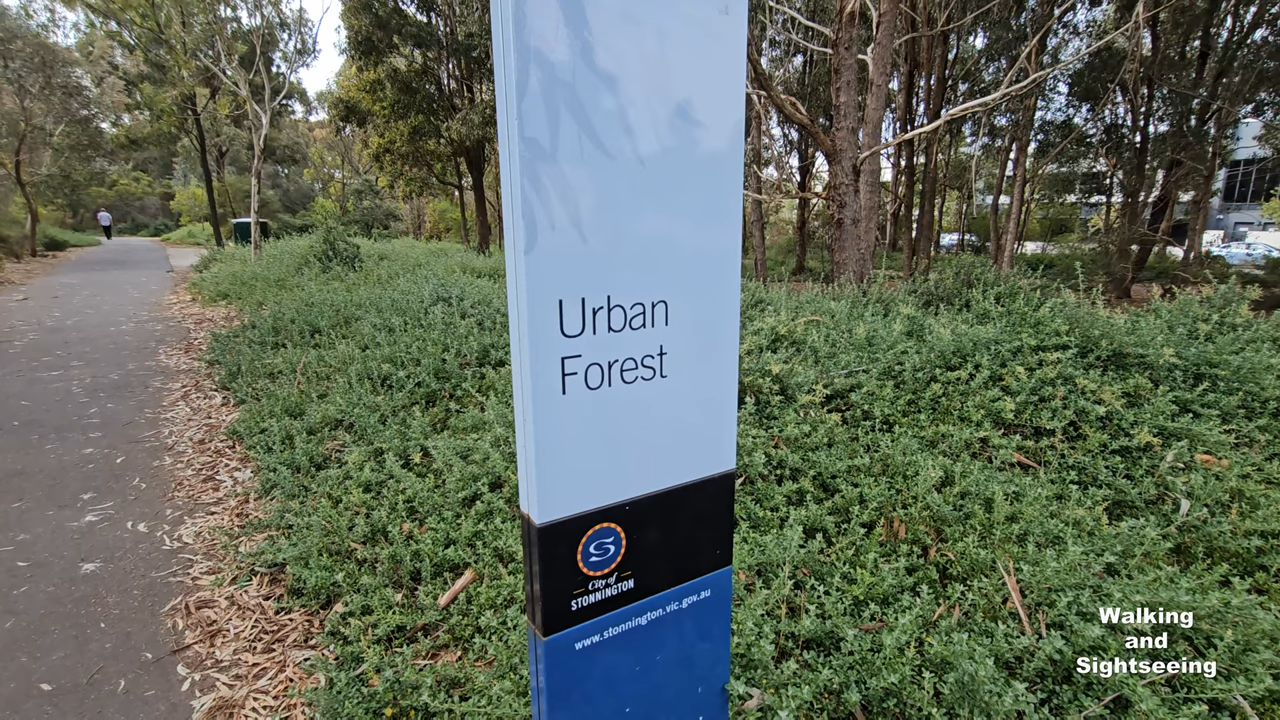 Urban
Forest
S
City of
STONNINGTON
www.stonnington.vic.gov.au
Walking
and
Sightseeing